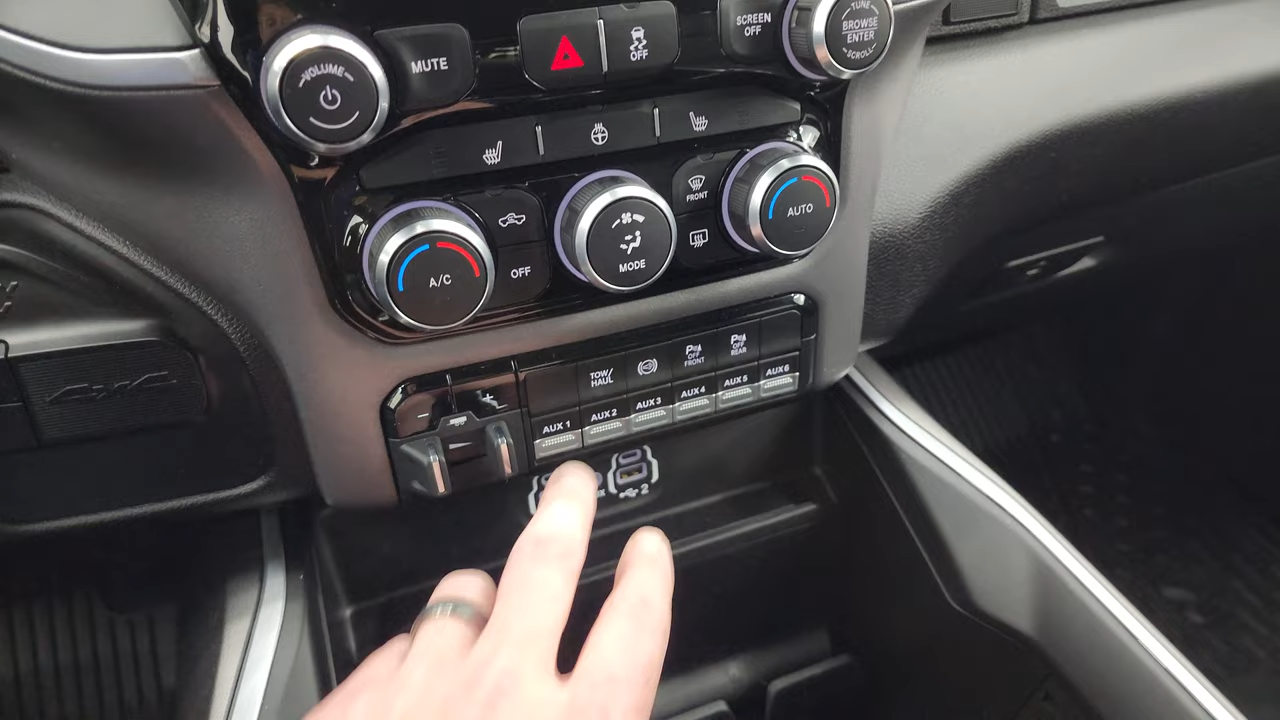 VOLUME
MUTE
OFF
SCREEN
OFF
TUNE
BROWSE
ENTER
SCROLL
A/C
OFF
MODE
FRONT
AUTO
TOW/
HAUL
P
OFF
FRONT
P
OFF
REAR
AUX 1
AUX 2
AUX 3
AUX 4
AUX 5
AUX 6
2